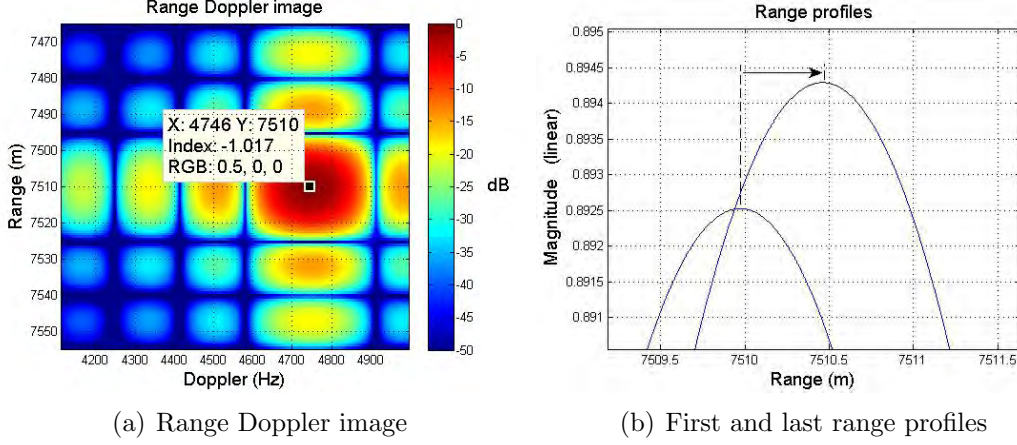 Range Doppler image
7470
7480
7490
7500
7510
7520
7530
7540
7550
Range (m)
X: 4746 Y: 7510
Index: -1.017
RGB: 0.5, 0, 0
4200 4300 4400 4500 4600 4700 4800 4900
Doppler (Hz)
0
-5
-10
-15
-20
-25
-30
-35
-40
-45
-50
dB
(a) Range Doppler image
Range profiles
0.895
0.8945
0.894
0.8935
0.893
0.8925
0.892
0.8915
0.891
Magnitude (linear)
7509.5 7510 7510.5 7511 7511.5
Range (m)
(b) First and last range profiles